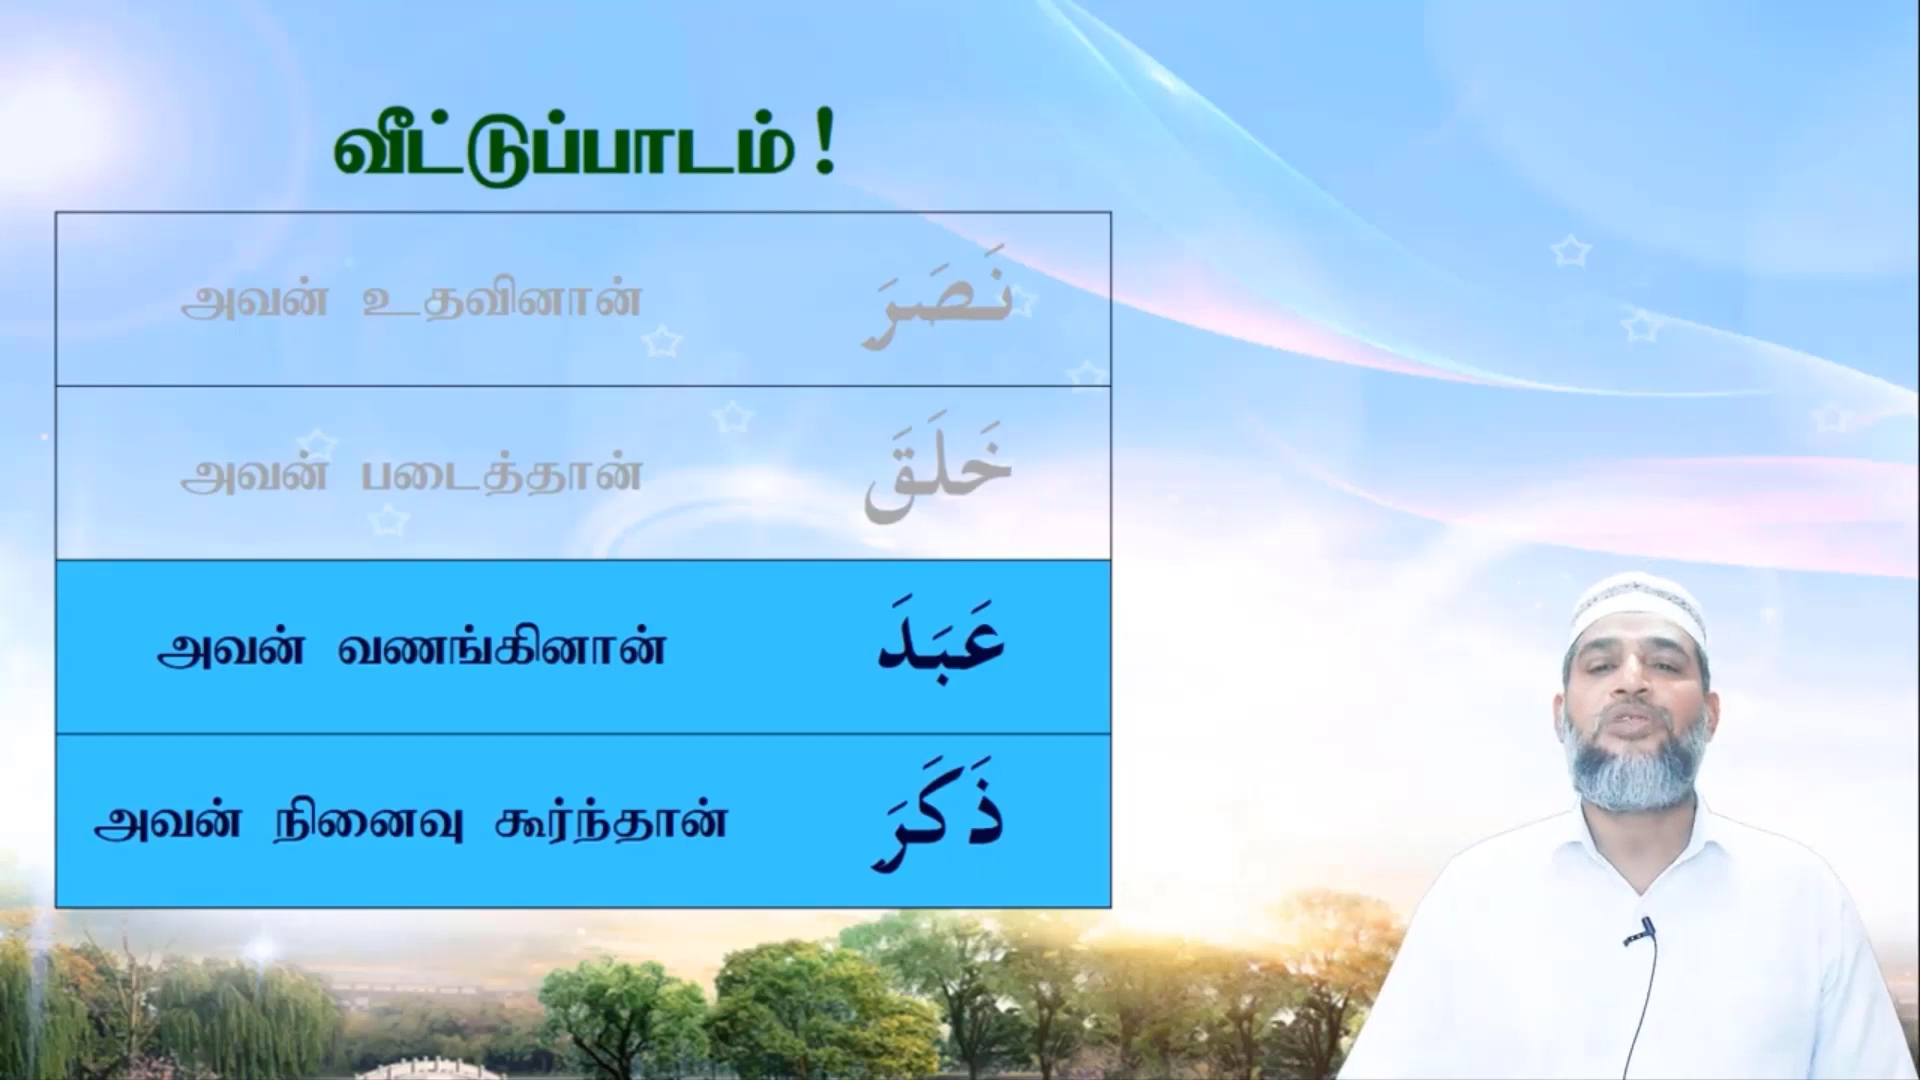 வீட்டுப்பாடம் !
அவன் உதவினான் نَصَرَ
அவன் படைத்தான் خَلَقَ
அவன் வணங்கினான் عَبَدَ
அவன் நினைவு கூர்ந்தான் ذَكَرَ